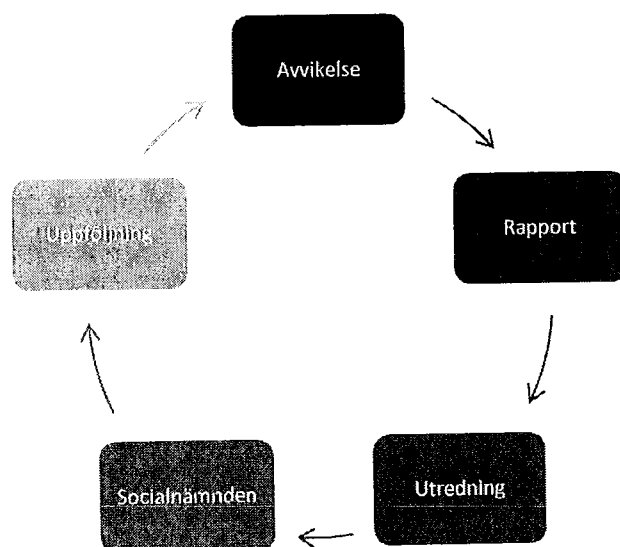 Avvikelse
Rapport
Utredning
Socialnämnden
Uppföljning